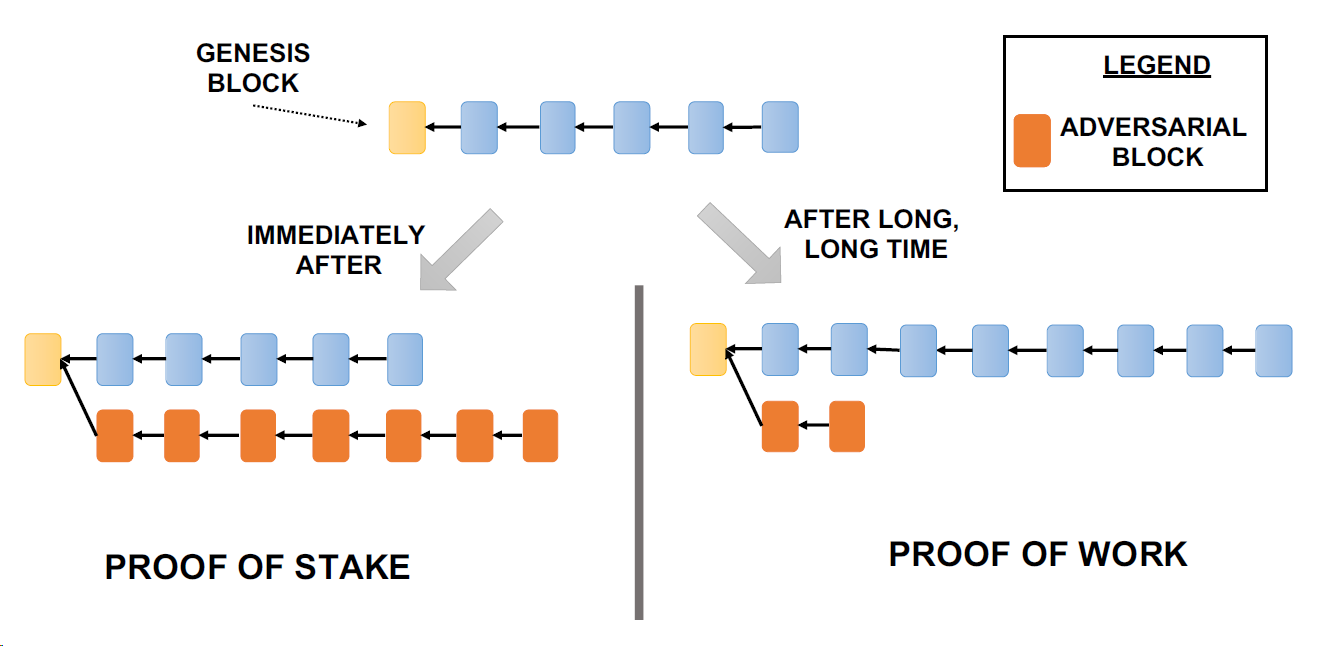 GENESIS
BLOCK
LEGEND
ADVERSARIAL
BLOCK
IMMEDIATELY
AFTER
AFTER LONG,
LONG TIME
PROOF OF STAKE
PROOF OF WORK